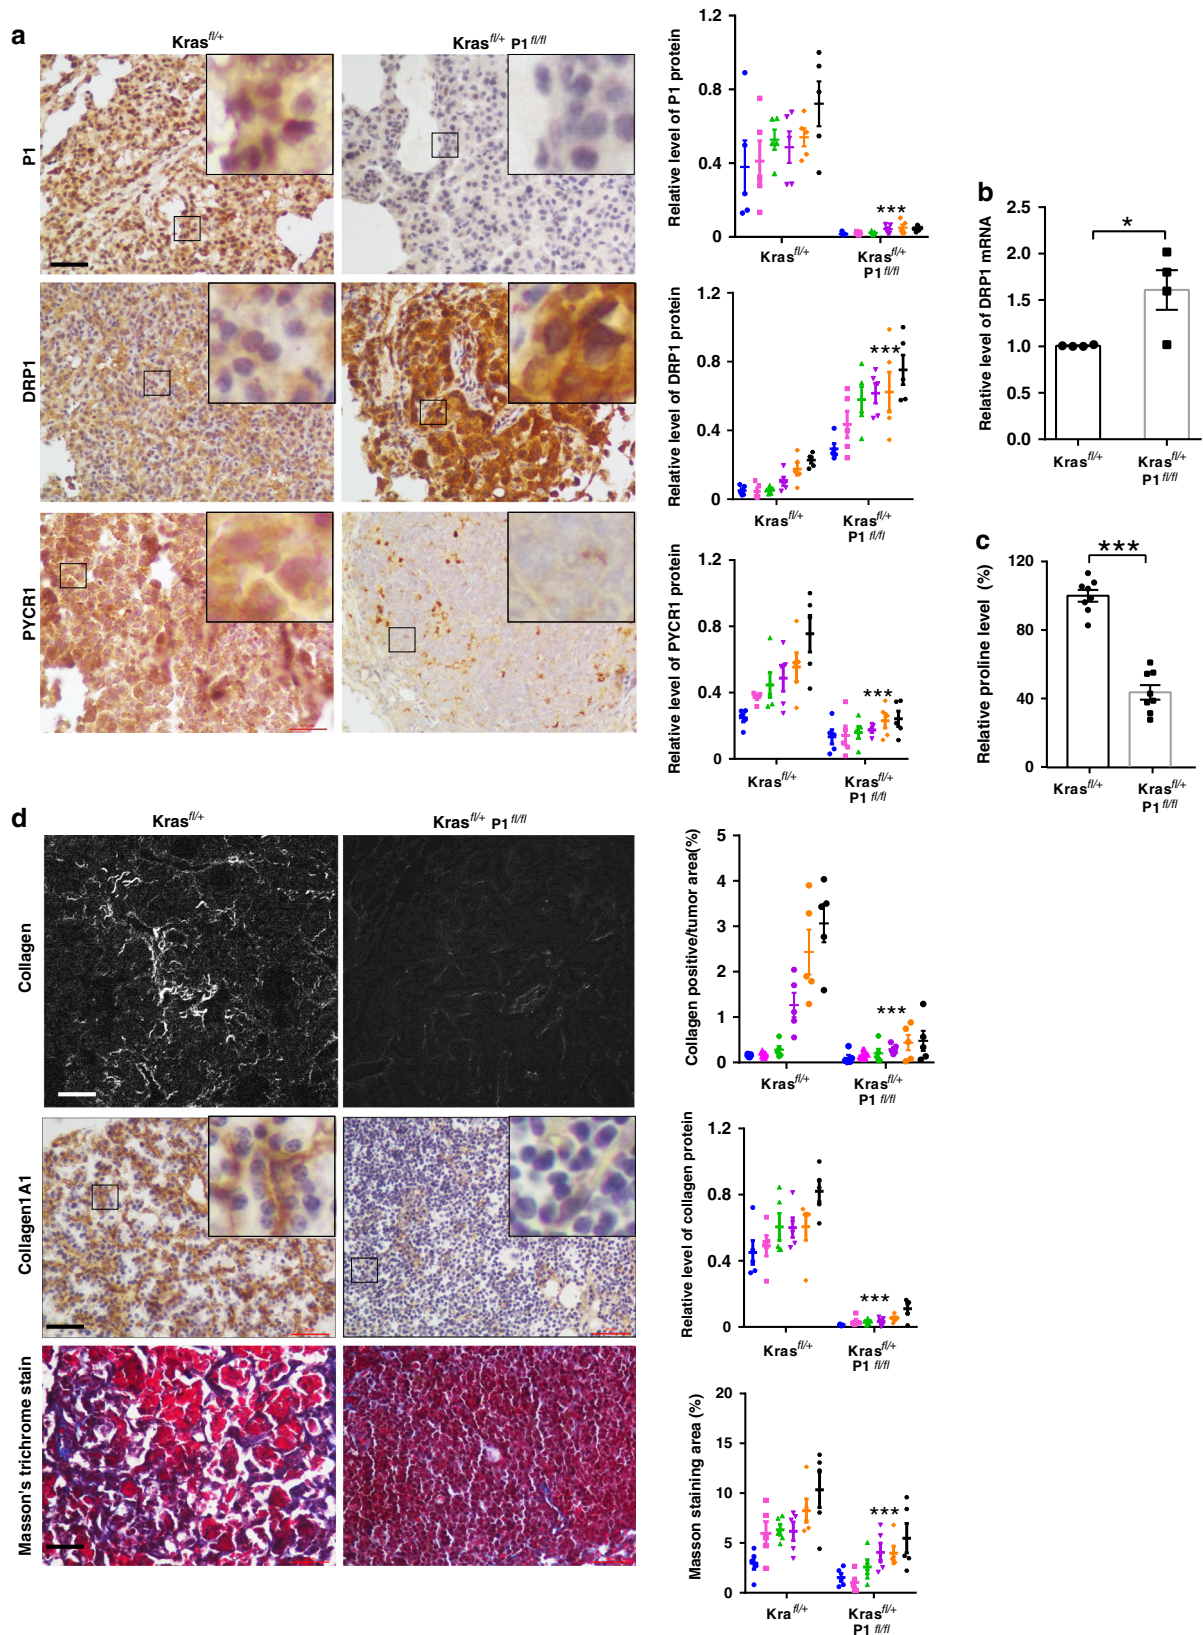 a
Kras fl/+
Kras fl/+ P1 fl/fl
P1
DRP1
PYCR1
Relative level of P1 protein
1.2
0.8
0.4
0
***
Kras fl/+
Kras fl/+
P1 fl/fl
Relative level of DRP1 protein
1.2
0.8
0.4
0
***
Kras fl/+
Kras fl/+
P1 fl/fl
Relative level of PYCR1 protein
1.2
0.8
0.4
0
***
Kras fl/+
Kras fl/+
P1 fl/fl
b
Relative level of DRP1 mRNA
2.5
2.0
1.5
1.0
0.5
0.0
*
Kras fl/+
Kras fl/+
P1 fl/fl
c
Relative proline level (%)
120
80
40
0
***
Kras fl/+
Kras fl/+
P1 fl/fl
d
Kras fl/+
Kras fl/+ P1 fl/fl
Collagen
Collagen1A1
Masson's trichrome stain
Collagen positive/tumor area(%)
5
4
3
2
1
0
***
Kras fl/+
Kras fl/+
P1 fl/fl
Relative level of collagen protein
1.2
0.8
0.4
0
***
Kras fl/+
Kras fl/+
P1 fl/fl
Masson staining area (%)
20
15
10
5
0
***
Kra fl/+
Kras fl/+
P1 fl/fl